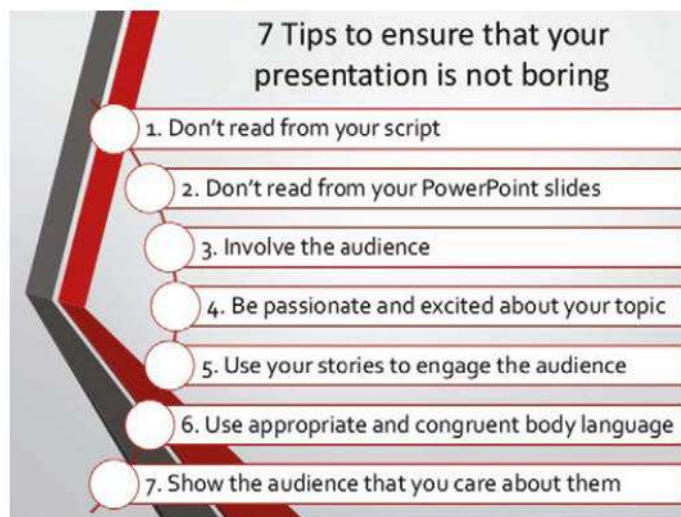 7 Tips to ensure that your
presentation is not boring
1. Don't read from your script
2. Don't read from your PowerPoint slides
3. Involve the audience
4. Be passionate and excited about your topic
5. Use your stories to engage the audience
6. Use appropriate and congruent body language
7. Show the audience that you care about them